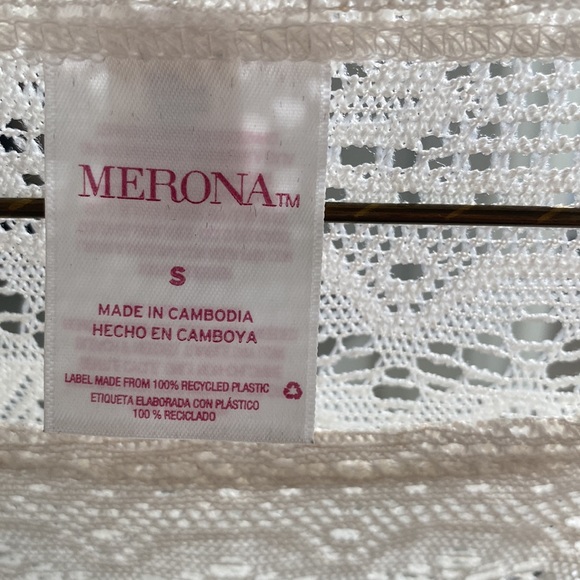 MERONA™
S
MADE IN CAMBODIA
HECHO EN CAMBOYA
LABEL MADE FROM 100% RECYCLED PLASTIC
ETIQUETA ELABORADA CON PLÁSTICO
100 % RECICLADO